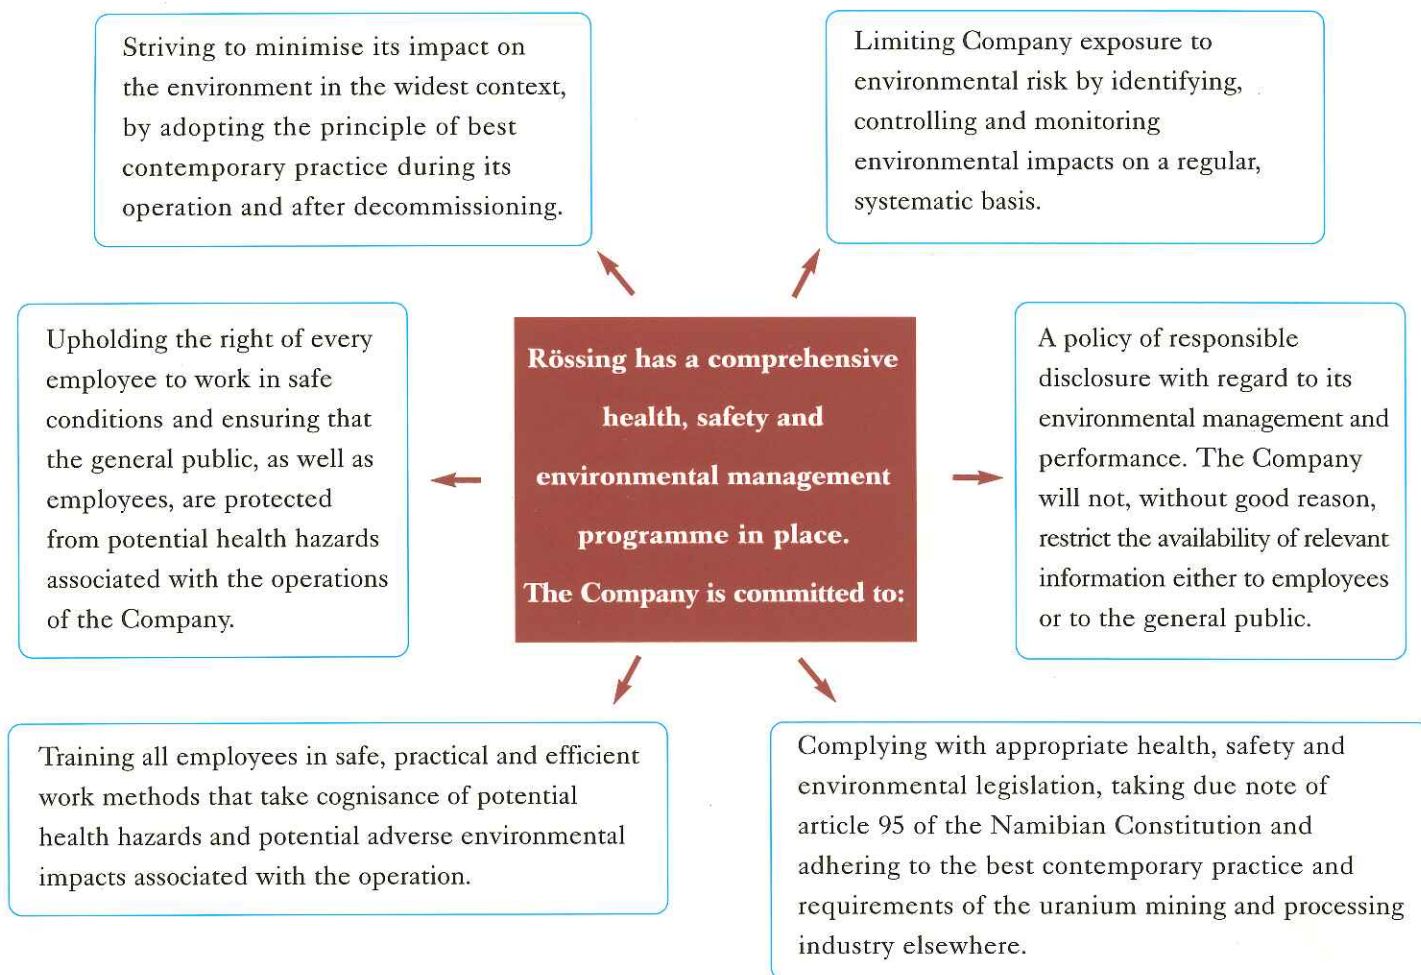 Striving to minimise its impact on
the environment in the widest context,
by adopting the principle of best
contemporary practice during its
operation and after decommissioning.
Limiting Company exposure to
environmental risk by identifying,
controlling and monitoring
environmental impacts on a regular,
systematic basis.
Upholding the right of every
employee to work in safe
conditions and ensuring that
the general public, as well as
employees, are protected
from potential health hazards
associated with the operations
of the Company.
Rössing has a comprehensive
health, safety and
environmental management
programme in place.
The Company is committed to:
A policy of responsible
disclosure with regard to its
environmental management and
performance. The Company
will not, without good reason,
restrict the availability of relevant
information either to employees
or to the general public.
Training all employees in safe, practical and efficient
work methods that take cognisance of potential
health hazards and potential adverse environmental
impacts associated with the operation.
Complying with appropriate health, safety and
environmental legislation, taking due note of
article 95 of the Namibian Constitution and
adhering to the best contemporary practice and
requirements of the uranium mining and processing
industry elsewhere.